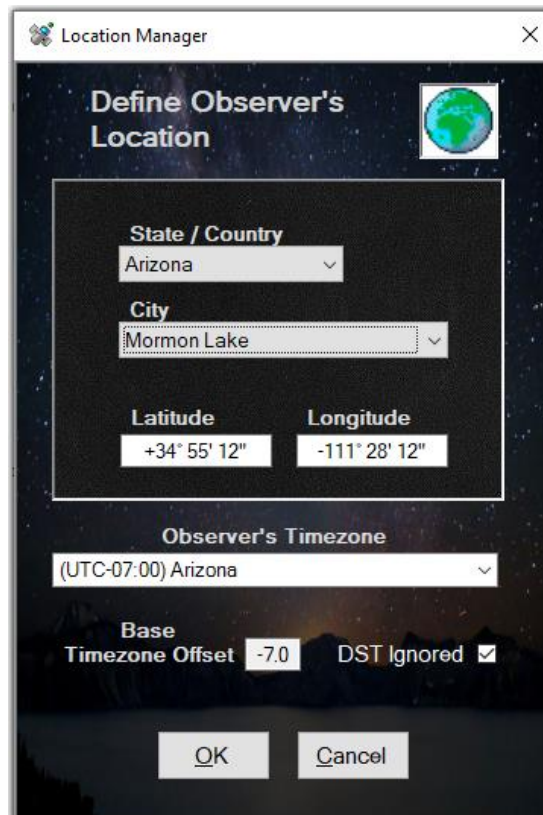 Location Manager
Define Observer's
Location
State / Country
Arizona
City
Mormon Lake
Latitude Longitude
+34° 55' 12" -111° 28' 12"
Observer's Timezone
(UTC-07:00) Arizona
Base
Timezone Offset -7.0 DST Ignored
OK Cancel